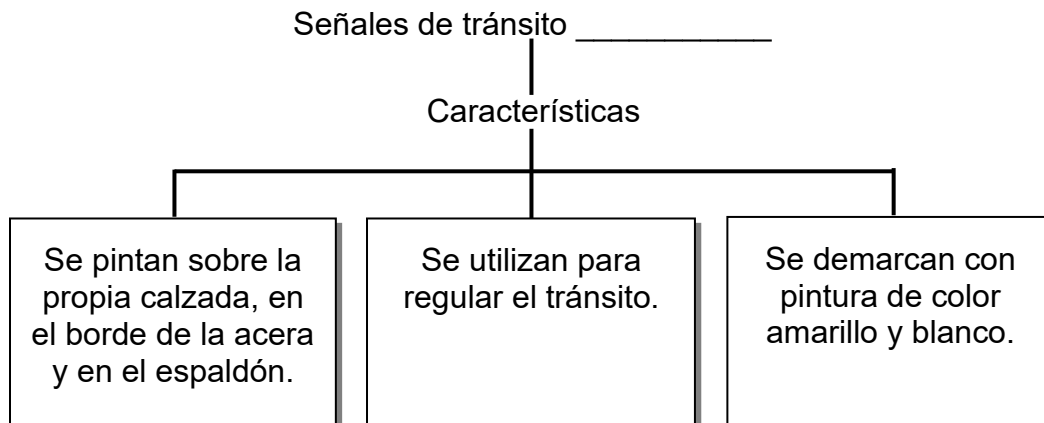 Señales de tránsito ____________
Características
Se pintan sobre la
propia calzada, en
el borde de la acera
y en el espaldón.
Se utilizan para
regular el tránsito.
Se demarcan con
pintura de color
amarillo y blanco.